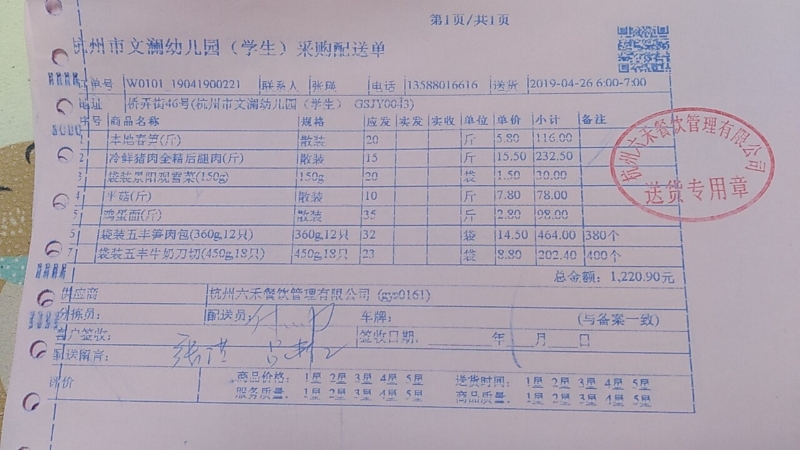 第1页/共1页
杭州市文澜幼儿园（学生）采购配送单
订单号 W0101_19041900221 联系人 张瑛 电话 13588016616 送货 2019-04-26 6:00-7:00
地址 侨开街46号(杭州市文澜幼儿园（学生） GSJY0043)
序号 商品名称 规格 应发 实发 实收 单位 单价 小计 备注
1 本地春笋(斤) 散装 20 斤 5.80 116.00
2 冷鲜猪肉全精后腿肉(斤) 散装 15 斤 15.50 232.50
3 袋装景阳观雪菜(150g) 150g 20 袋 1.50 30.00
4 平菇(斤) 散装 10 斤 7.80 78.00
5 鸡蛋面(斤) 散装 35 斤 2.80 98.00
6 袋装五丰笋肉包(360g,12只) 360g,12只 32 袋 14.50 464.00 380个
7 袋装五丰牛奶刀切(450g,18只) 450g,18只 23 袋 8.80 202.40 400个
总金额：1,220.90元
供应商 杭州六禾餐饮管理有限公司 (gys0161)
分拣员： 配送员： 车牌： (与备案一致)
客户签收： 签收日期： 年 月 日
配送留言：
评价 商品价格： 1星 2星 3星 4星 5星 送货时间： 1星 2星 3星 4星 5星
服务质量： 1星 2星 3星 4星 5星 商品质量： 1星 2星 3星 4星 5星
杭州六禾餐饮管理有限公司
送货专用章